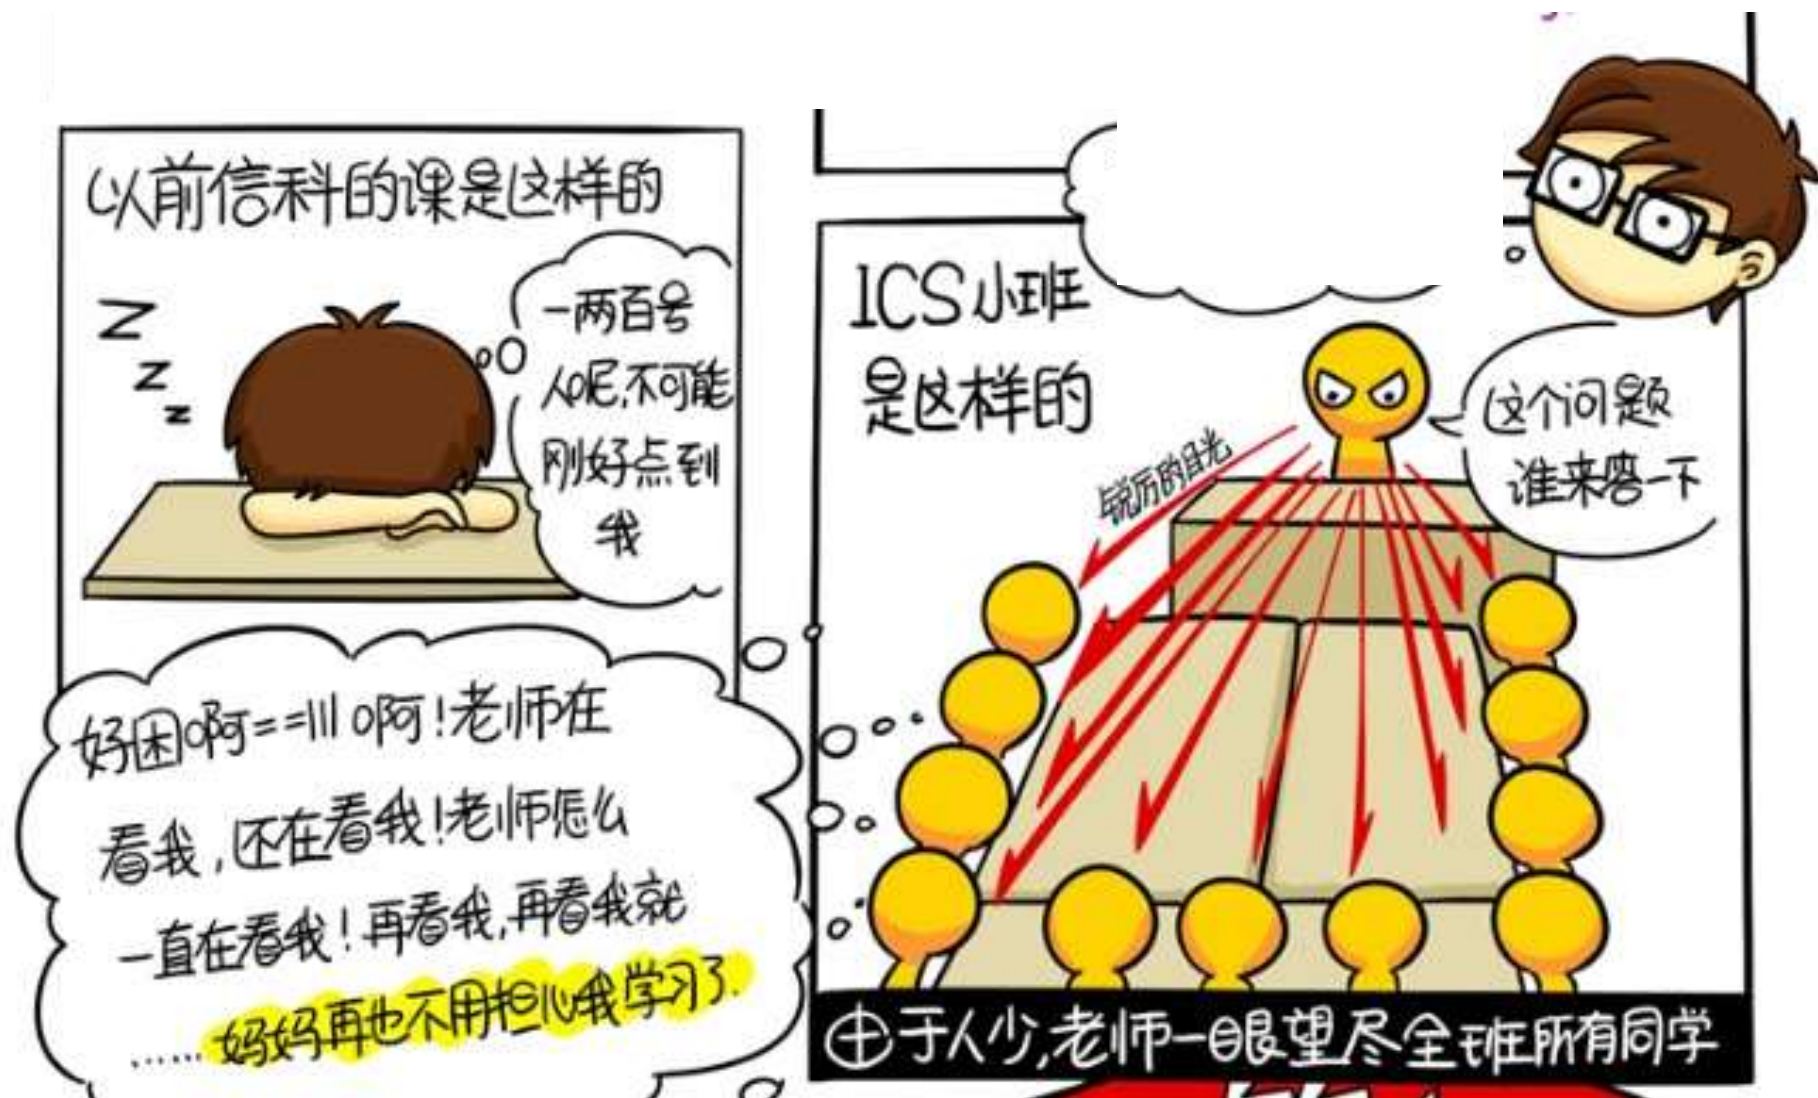 以前信科的课是这样的
z
z
z
一两百号
人呢,不可能
刚好点到
我
好困啊==|||啊!老师在
看我,还在看我!老师怎么
一直在看我!再看我,再看我就
......妈妈再也不用担心我学习了.
ICS小班
是这样的
锐厉的目光
这个问题
谁来答一下
由于人少,老师一眼望尽全班所有同学